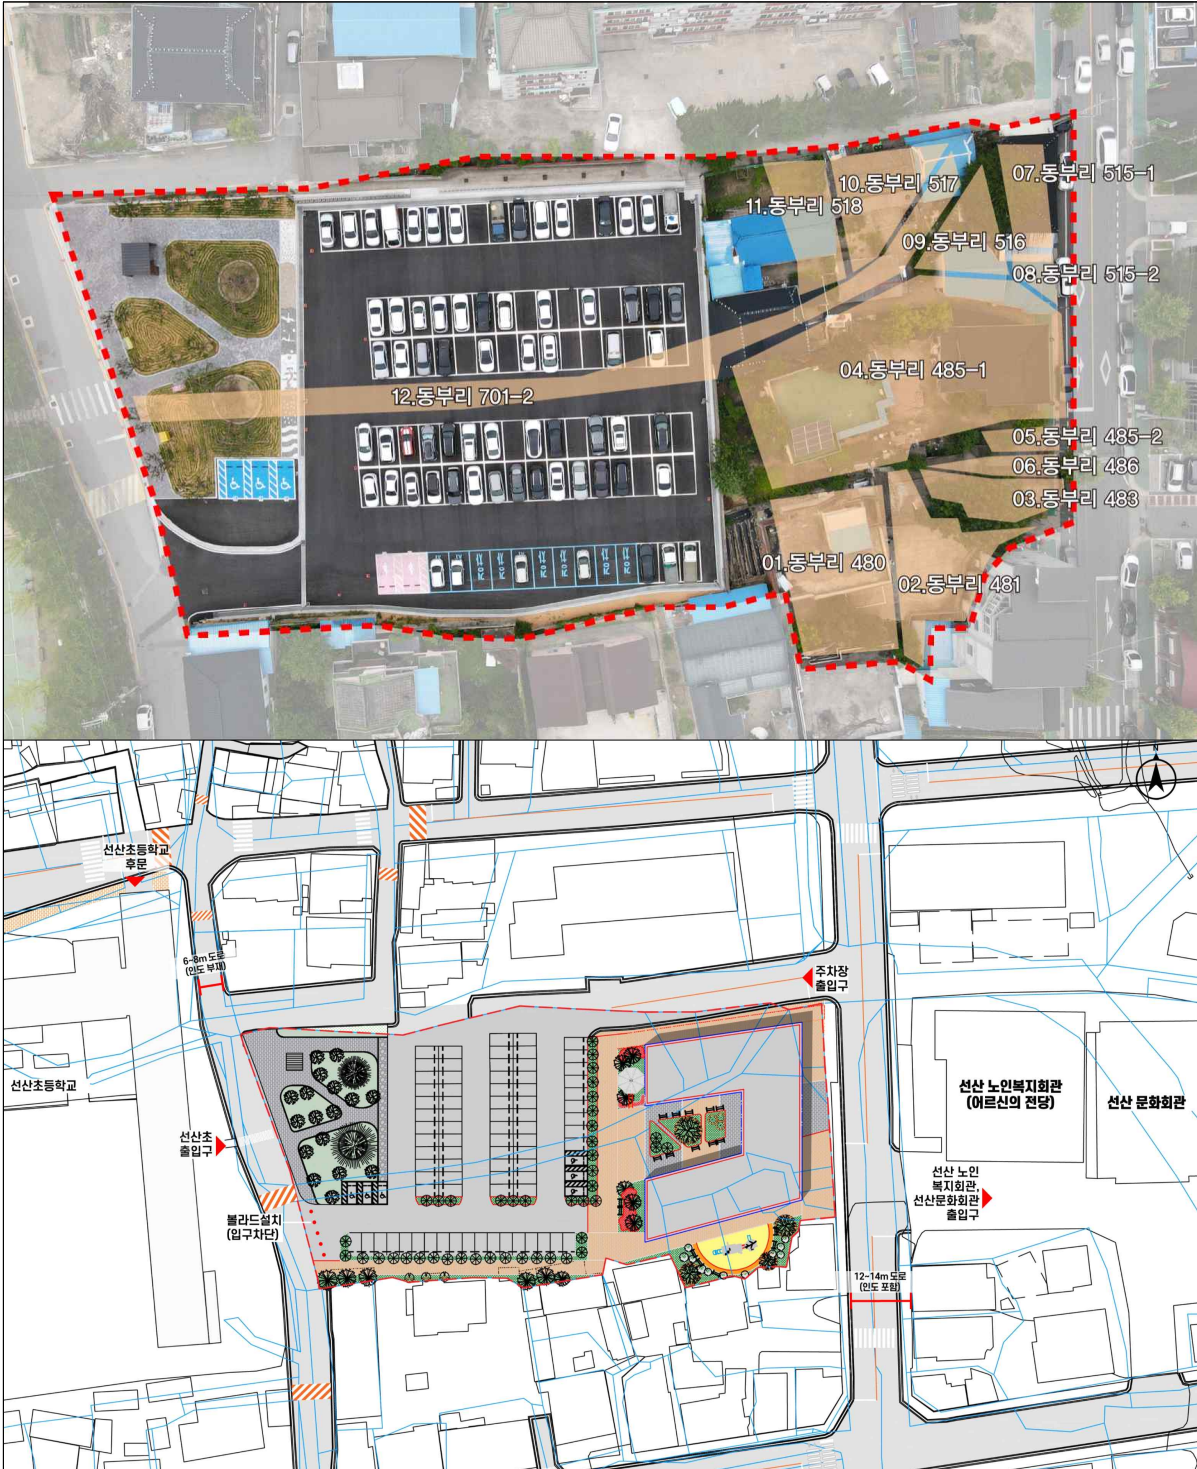 07.동부리 515-1
10.동부리 517
11.동부리 518
09.동부리 516
08.동부리 515-2
04.동부리 485-1
12.동부리 701-2
05.동부리 485-2
06.동부리 486
03.동부리 483
01.동부리 480
02.동부리 481
N
선산초등학교
후문
6~8m 도로
(인도 부재)
주차장
출입구
선산초등학교
선산 노인복지회관
(어르신의 전당)
선산 문화회관
선산초
출입구
선산 노인
복지회관,
선산문화회관
출입구
볼라드설치
(입구차단)
12~14m 도로
(인도 포함)